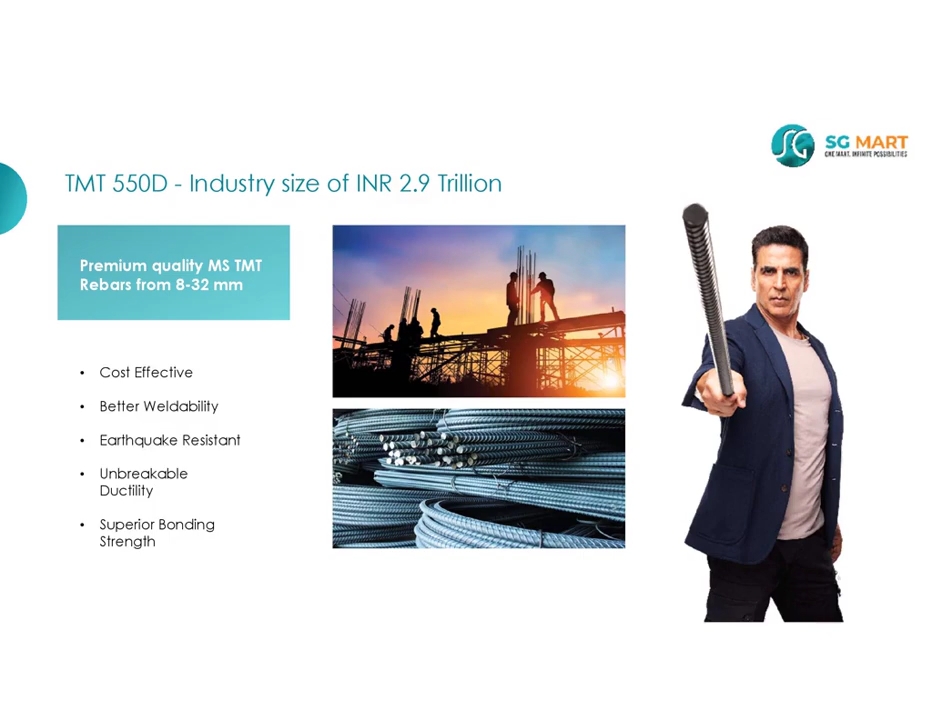 SG MART
ONE MART. INFINITE POSSIBILITIES
TMT 550D - Industry size of INR 2.9 Trillion
Premium quality MS TMT
Rebars from 8-32 mm
• Cost Effective
• Better Weldability
• Earthquake Resistant
• Unbreakable
Ductility
• Superior Bonding
Strength